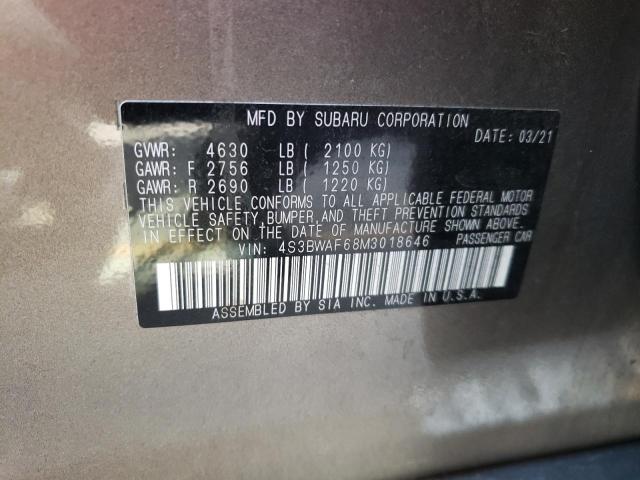 MFD BY SUBARU CORPORATION
DATE: 03/21
GVWR: 4630 LB ( 2100 KG)
GAWR: F 2756 LB ( 1250 KG)
GAWR: R 2690 LB ( 1220 KG)
THIS VEHICLE CONFORMS TO ALL APPLICABLE FEDERAL MOTOR
VEHICLE SAFETY, BUMPER, AND THEFT PREVENTION STANDARDS
IN EFFECT ON THE DATE OF MANUFACTURE SHOWN ABOVE.
VIN: 4S3BWAF68M3018646 PASSENGER CAR
ASSEMBLED BY SIA INC. MADE IN U.S.A.